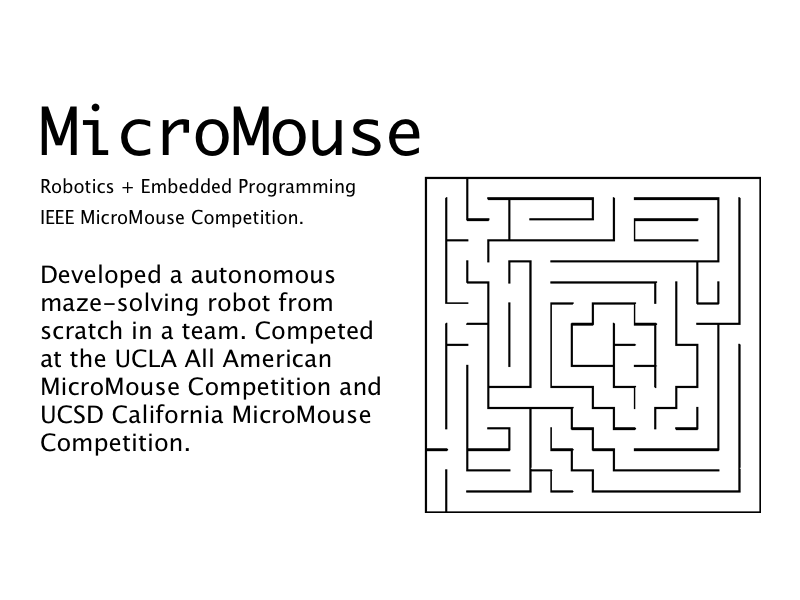 MicroMouse
Robotics + Embedded Programming
IEEE MicroMouse Competition.
Developed a autonomous
maze-solving robot from
scratch in a team. Competed
at the UCLA All American
MicroMouse Competition and
UCSD California MicroMouse
Competition.